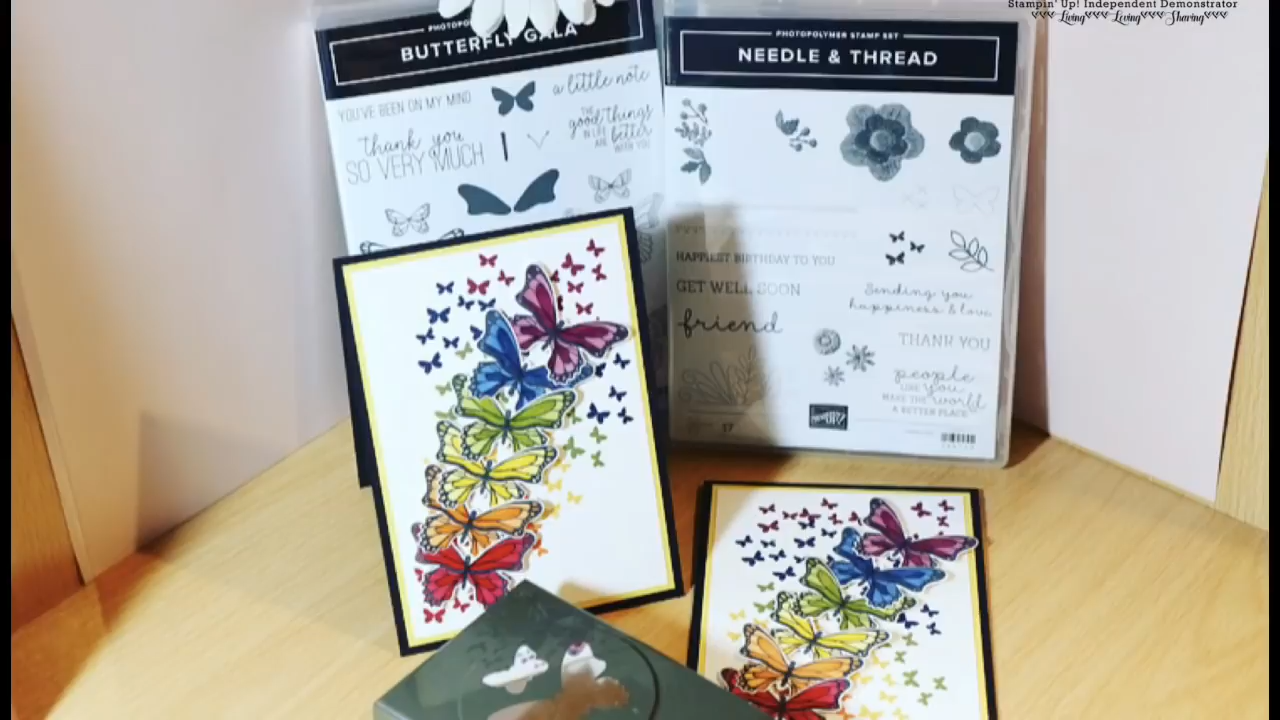 Stampin' Up! Independent Demonstrator
Living Loving Sharing
BUTTERFLY GALA
YOU'VE BEEN ON MY MIND
a little note
thank you
SO VERY MUCH
THE
good things
IN LIFE
ARE better
WITH YOU
PHOTOPOLYMER STAMP SET
NEEDLE & THREAD
HAPPIEST BIRTHDAY TO YOU
GET WELL SOON
friend
Sending you
happiness & love
THANK YOU
people
LIKE you
MAKE THE world
A BETTER PLACE
17